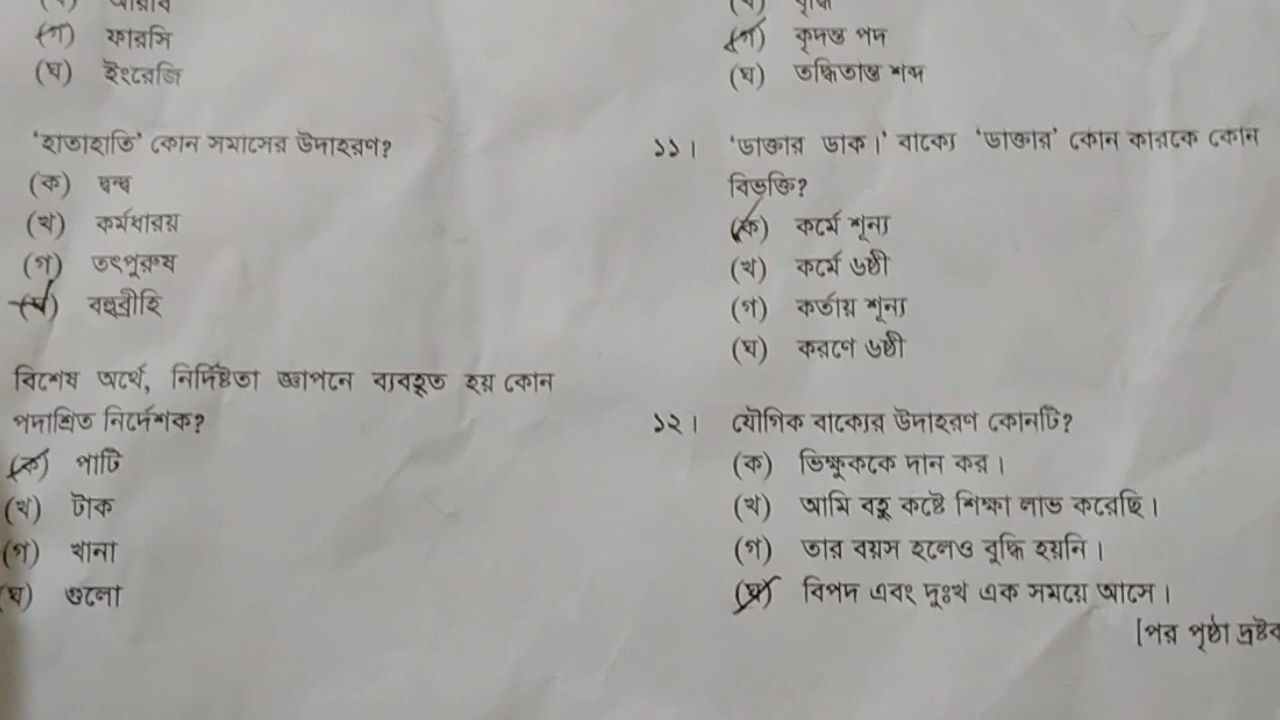 (গ) ফারসি
(ঘ) ইংরেজি
'হাতাহাতি' কোন সমাসের উদাহরণ?
(ক) দ্বন্দ্ব
(খ) কর্মধারয়
(গ) তৎপুরুষ
(ঘ) বহুব্রীহি
বিশেষ অর্থে, নির্দিষ্টতা জ্ঞাপনে ব্যবহৃত হয় কোন
পদাশ্রিত নির্দেশক?
(ক) পাটি
(খ) টাক
(গ) খানা
(ঘ) গুলো
(গ) কৃদন্ত পদ
(ঘ) তদ্ধিতান্ত শব্দ
১১। 'ডাক্তার ডাক।' বাক্যে 'ডাক্তার' কোন কারকে কোন
বিভক্তি?
(ক) কর্মে শূন্য
(খ) কর্মে ৬ষ্ঠী
(গ) কর্তায় শূন্য
(ঘ) করণে ৬ষ্ঠী
১২। যৌগিক বাক্যের উদাহরণ কোনটি?
(ক) ভিক্ষুককে দান কর।
(খ) আমি বহু কষ্টে শিক্ষা লাভ করেছি।
(গ) তার বয়স হলেও বুদ্ধি হয়নি।
(ঘ) বিপদ এবং দুঃখ এক সময়ে আসে।
[পর পৃষ্ঠা